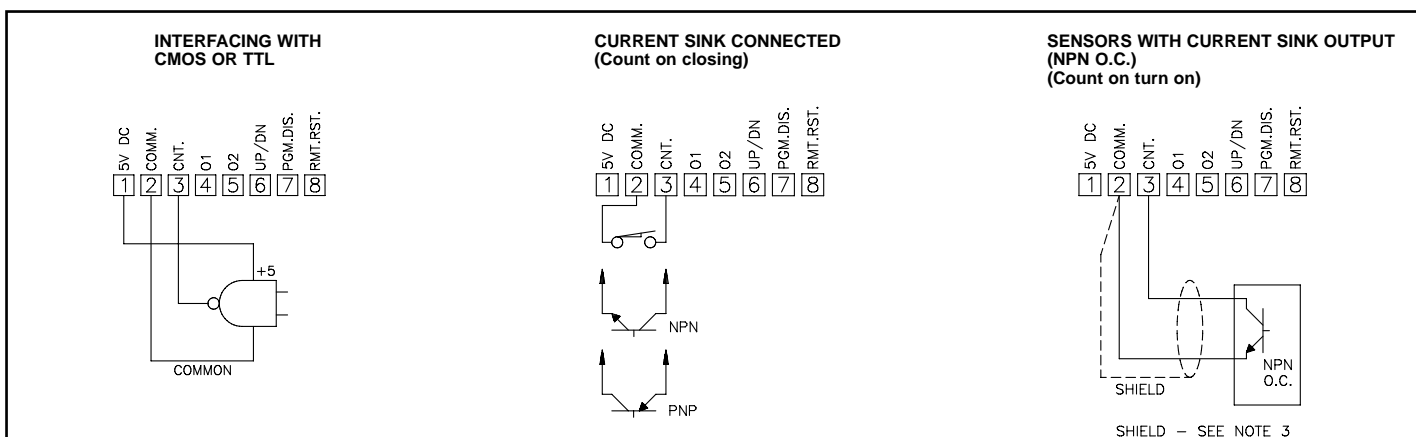 INTERFACING WITH
CMOS OR TTL
5V DC
COMM.
CNT.
O1
O2
UP/DN
PGM.DIS.
RMT.RST.
1 2 3 4 5 6 7 8
+5
COMMON
CURRENT SINK CONNECTED
(Count on closing)
5V DC
COMM.
CNT.
O1
O2
UP/DN
PGM.DIS.
RMT.RST.
1 2 3 4 5 6 7 8
NPN
PNP
SENSORS WITH CURRENT SINK OUTPUT
(NPN O.C.)
(Count on turn on)
5V DC
COMM.
CNT.
O1
O2
UP/DN
PGM.DIS.
RMT.RST.
1 2 3 4 5 6 7 8
NPN
O.C.
SHIELD
SHIELD – SEE NOTE 3